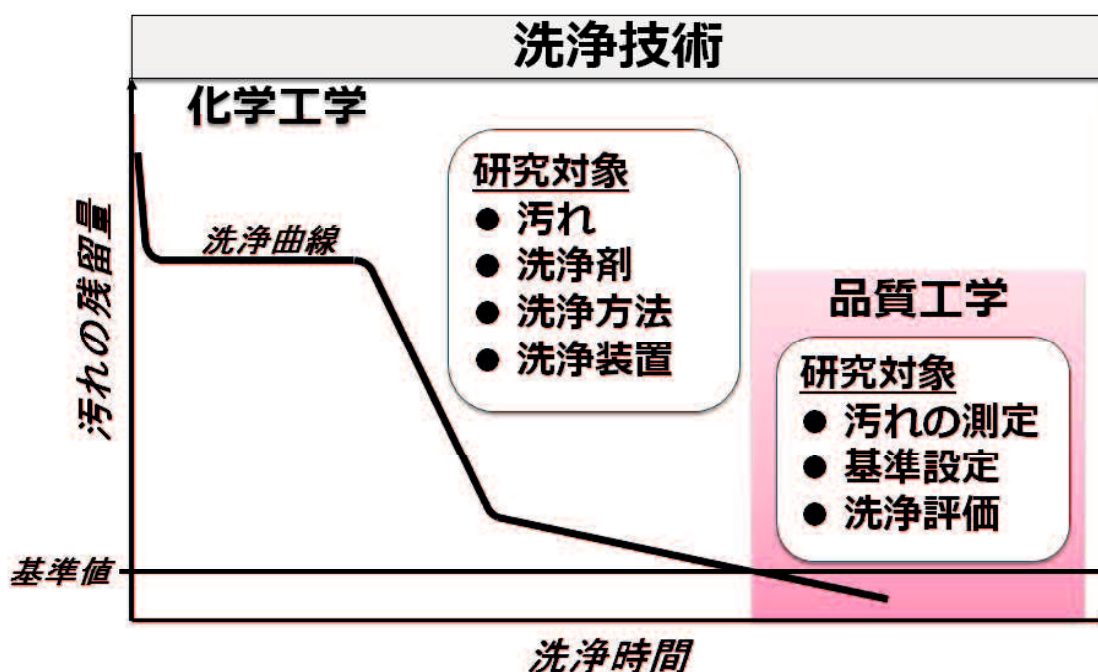 洗浄技術
化学工学
研究対象
● 汚れ
● 洗浄剤
● 洗浄方法
● 洗浄装置
洗浄曲線
汚れの残留量
品質工学
研究対象
● 汚れの測定
● 基準設定
● 洗浄評価
基準値
洗浄時間